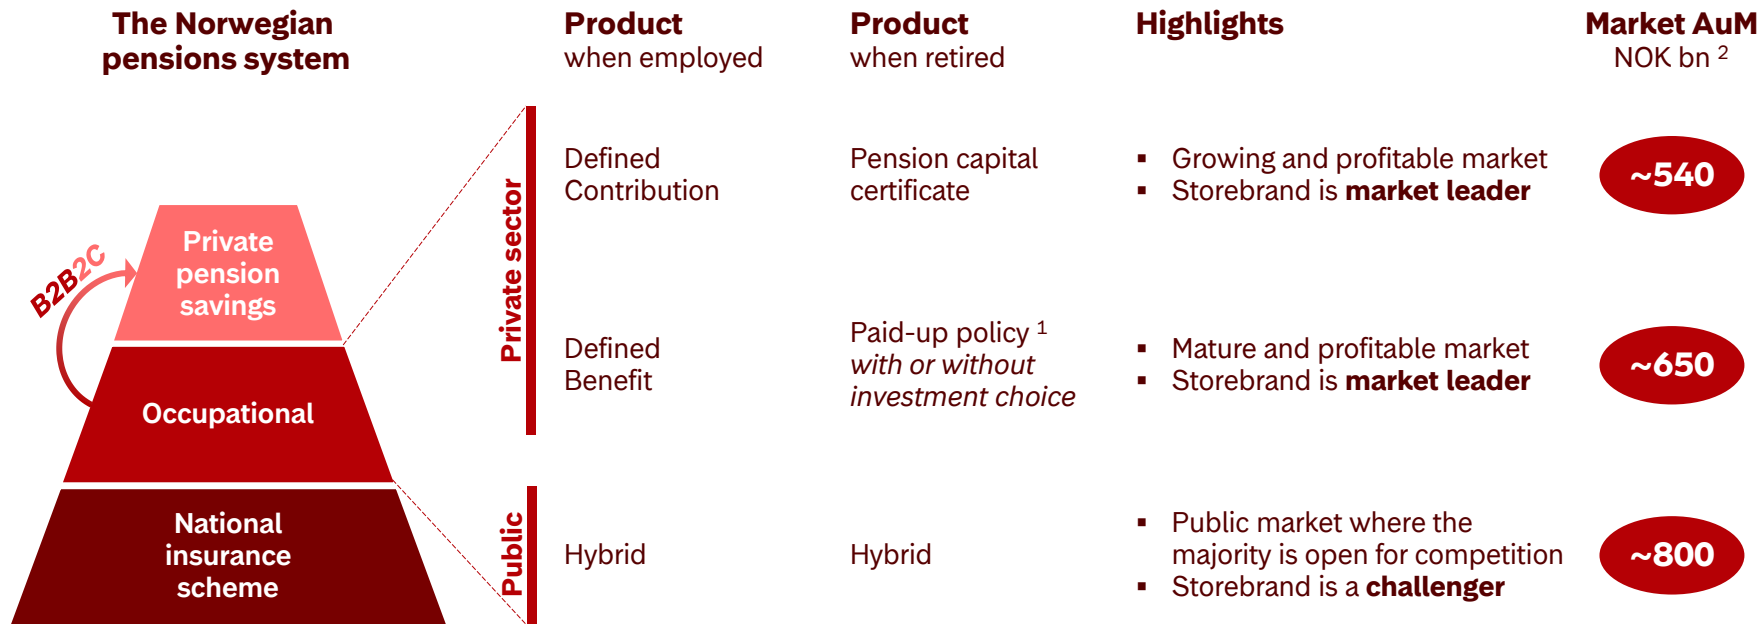 The Norwegian
pensions system
Product
when employed
Product
when retired
Highlights
Market AuM
NOK bn 2
Private
pension
savings
B2B2C
Occupational
National
insurance
scheme
Private sector
Defined
Contribution
Pension capital
certificate
▪ Growing and profitable market
▪ Storebrand is market leader
~540
Defined
Benefit
Paid-up policy 1
with or without
investment choice
▪ Mature and profitable market
▪ Storebrand is market leader
~650
Public
Hybrid
Hybrid
▪ Public market where the
majority is open for competition
▪ Storebrand is a challenger
~800